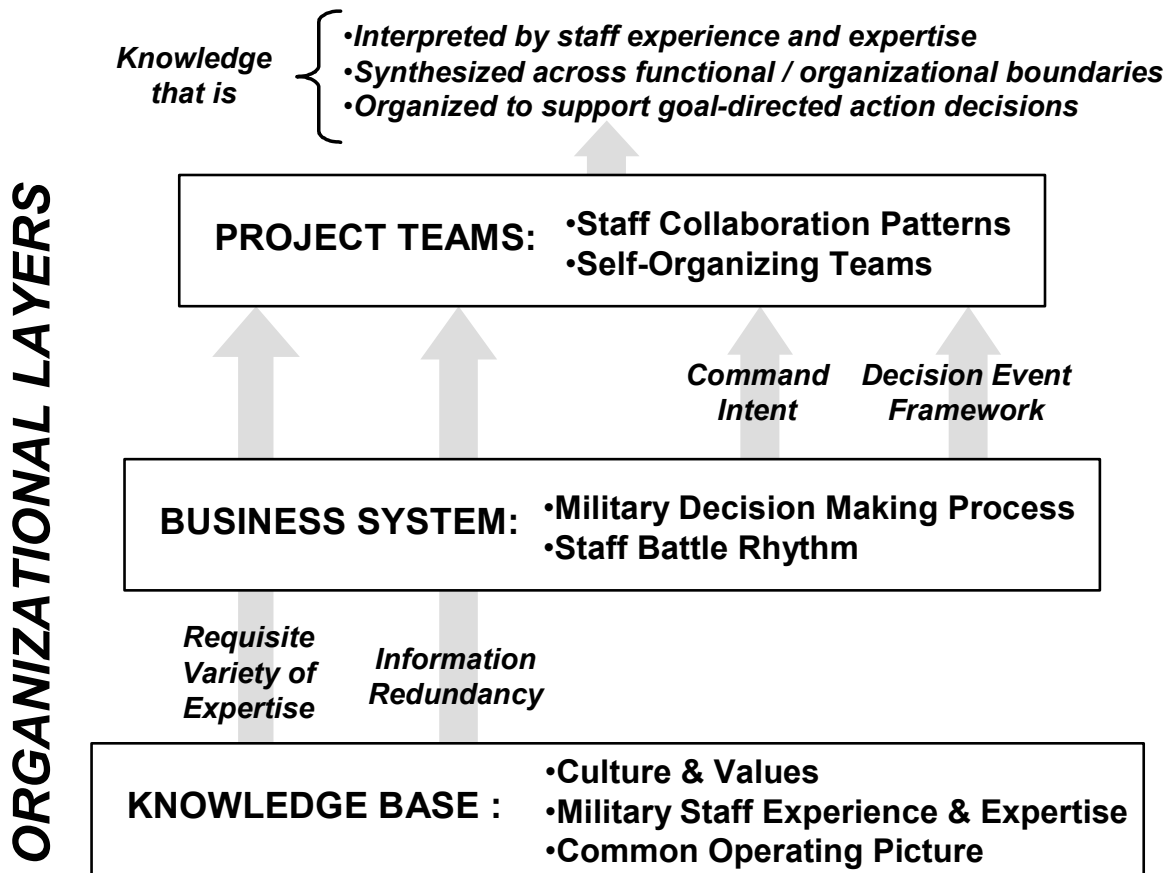 Knowledge
that is
•Interpreted by staff experience and expertise
•Synthesized across functional / organizational boundaries
•Organized to support goal-directed action decisions
ORGANIZATIONAL LAYERS
PROJECT TEAMS:
•Staff Collaboration Patterns
•Self-Organizing Teams
Command
Intent
Decision Event
Framework
BUSINESS SYSTEM:
•Military Decision Making Process
•Staff Battle Rhythm
Requisite
Variety of
Expertise
Information
Redundancy
KNOWLEDGE BASE :
•Culture & Values
•Military Staff Experience & Expertise
•Common Operating Picture